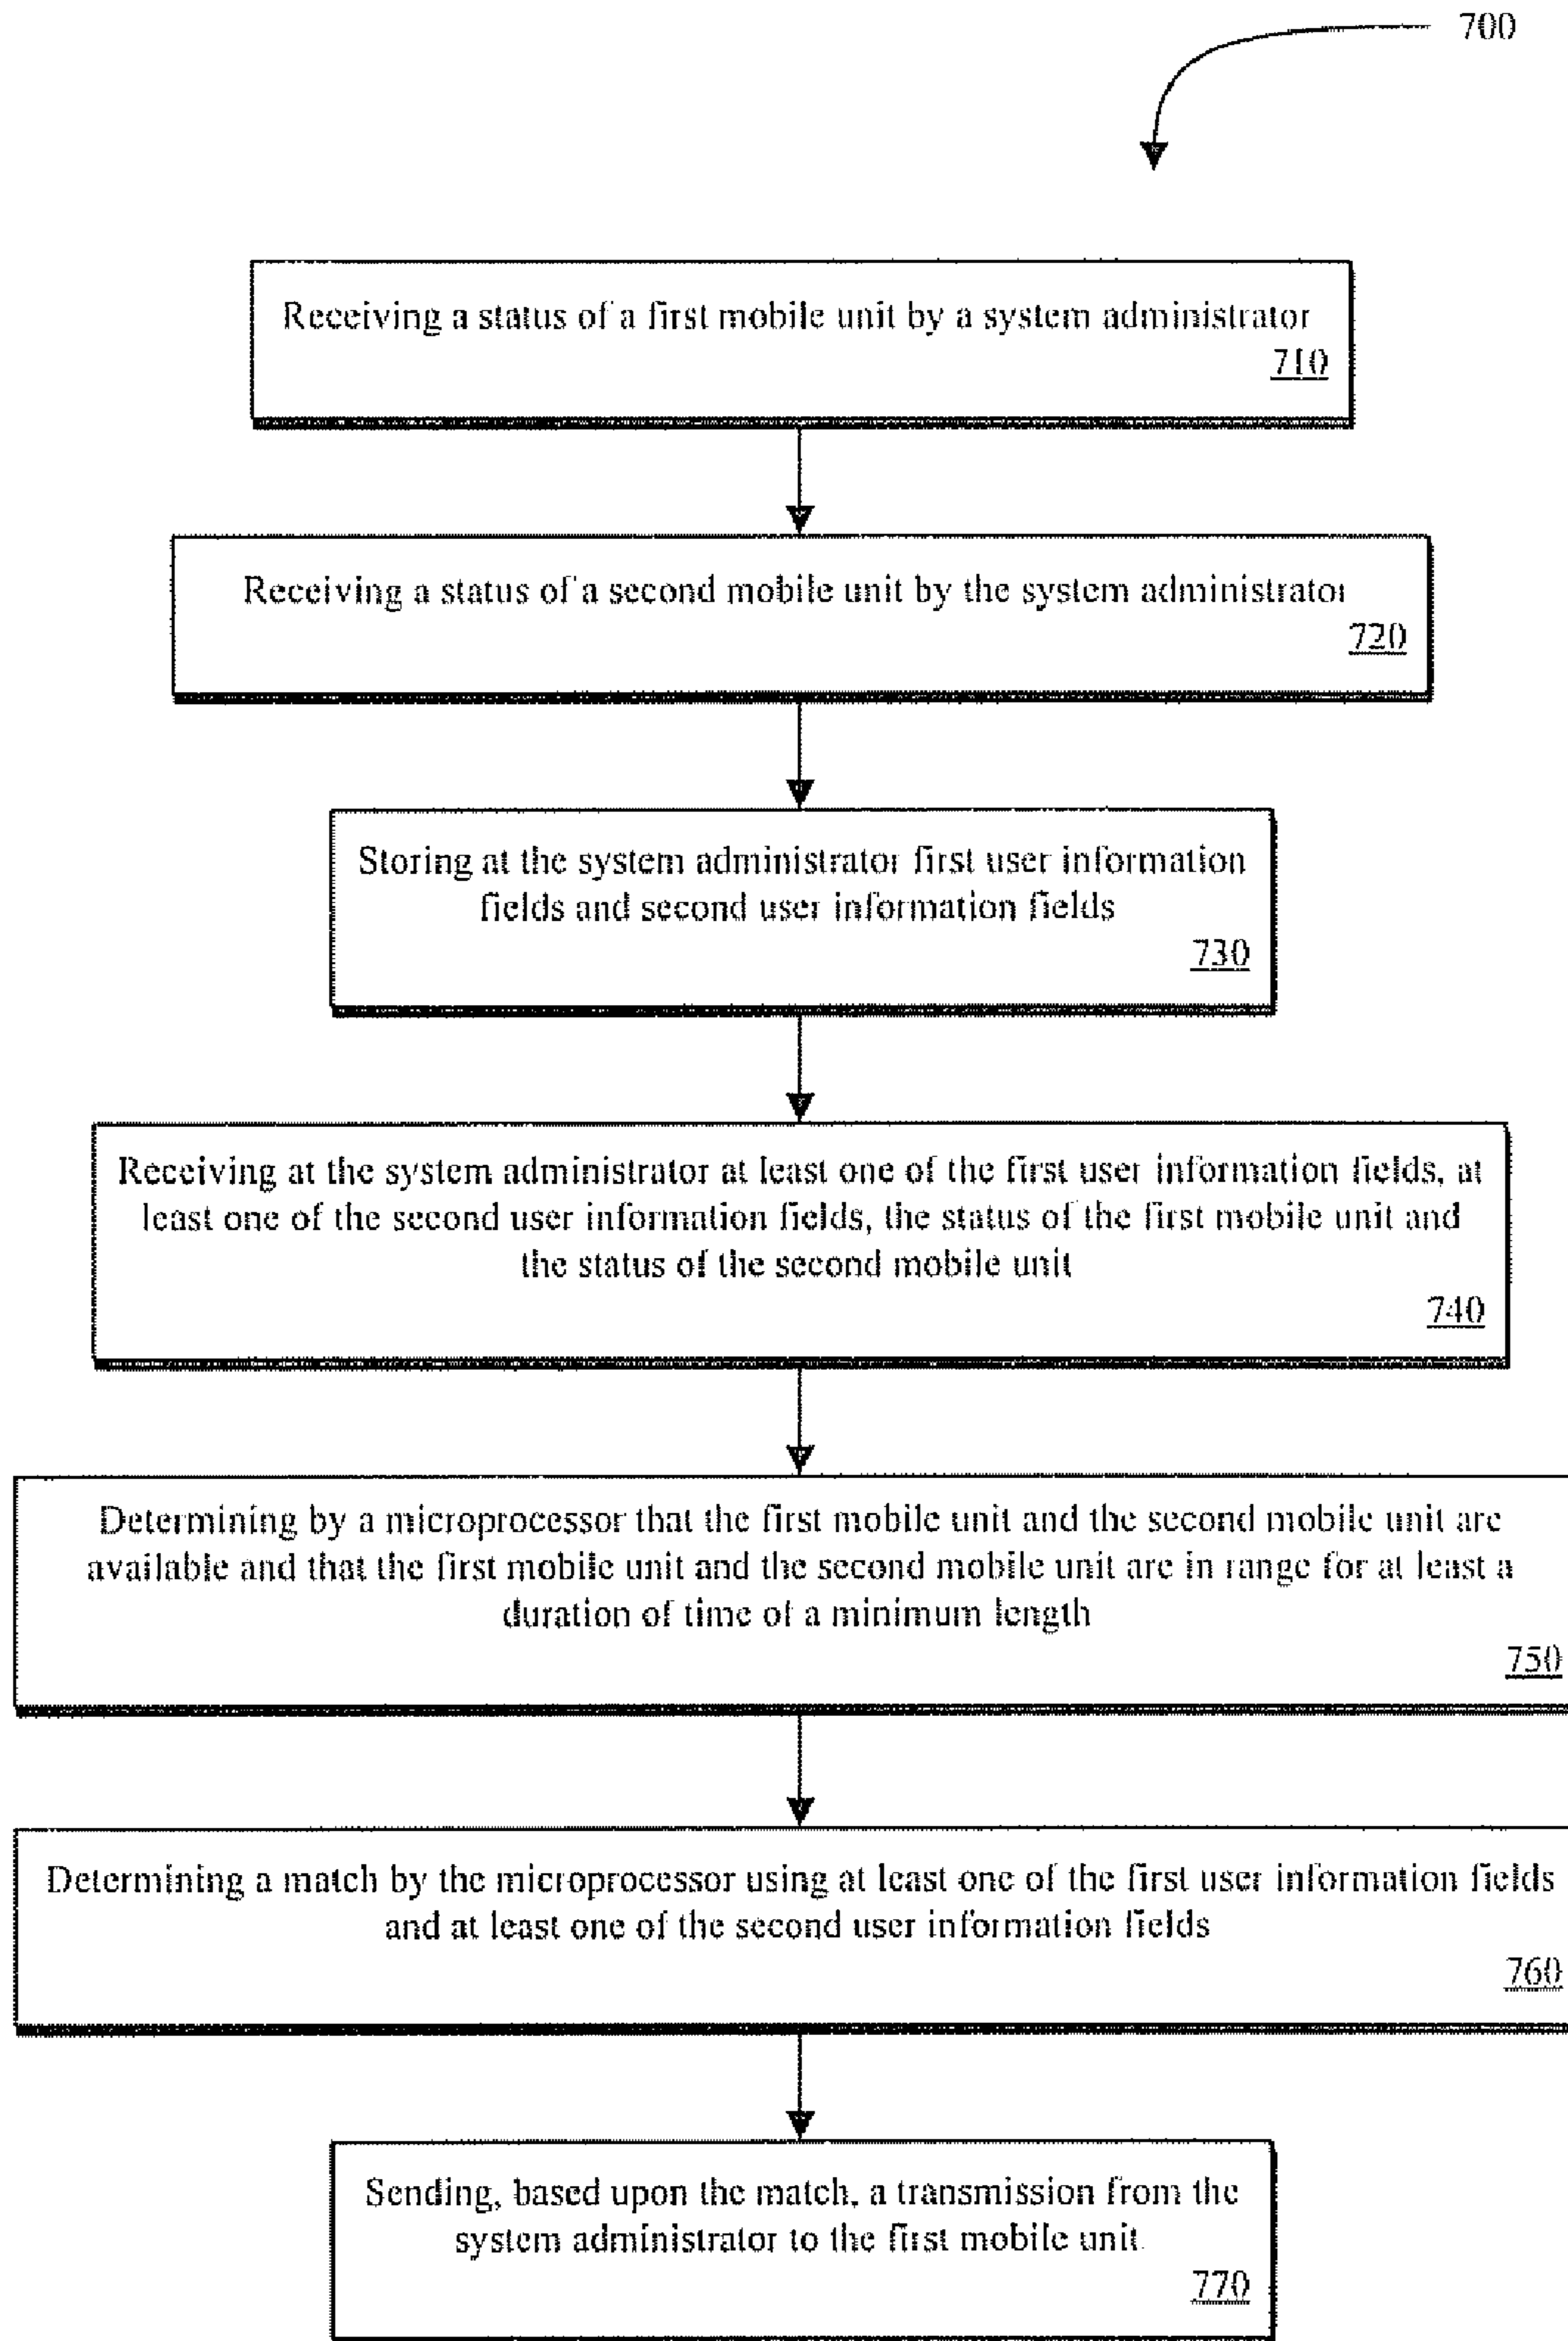 700
Receiving a status of a first mobile unit by a system administrator
710
Receiving a status of a second mobile unit by the system administrator
720
Storing at the system administrator first user information
fields and second user information fields
730
Receiving at the system administrator at least one of the first user information fields, at
least one of the second user information fields, the status of the first mobile unit and
the status of the second mobile unit
740
Determining by a microprocessor that the first mobile unit and the second mobile unit are
available and that the first mobile unit and the second mobile unit are in range for at least a
duration of time of a minimum length
750
Determining a match by the microprocessor using at least one of the first user information fields
and at least one of the second user information fields
760
Sending, based upon the match, a transmission from the
system administrator to the first mobile unit.
770